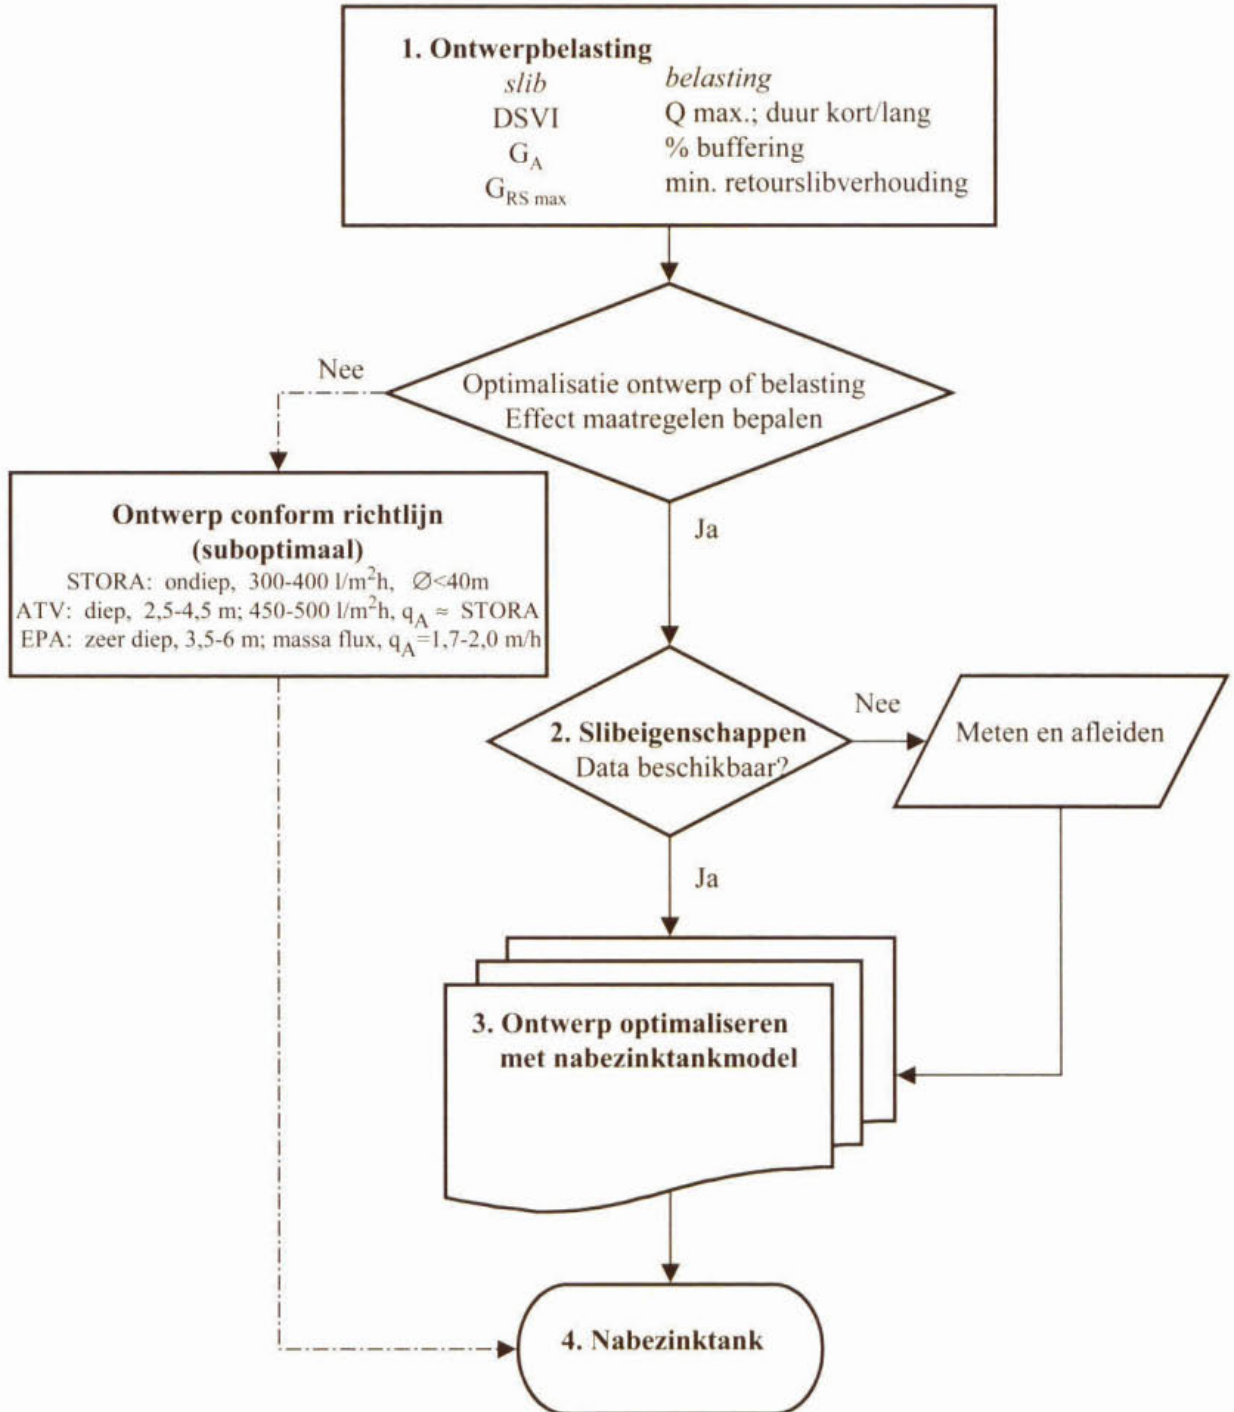 1. Ontwerpbelasting
slib belasting
DSVI Q max.; duur kort/lang
G_A % buffering
G_RS max min. retourslibverhouding
Nee
Optimalisatie ontwerp of belasting
Effect maatregelen bepalen
Ontwerp conform richtlijn
(suboptimaal)
STORA: ondiep, 300-400 l/m²h, Ø<40m
ATV: diep, 2,5-4,5 m; 450-500 l/m²h, q_A ≈ STORA
EPA: zeer diep, 3,5-6 m; massa flux, q_A=1,7-2,0 m/h
Ja
2. Slibeigenschappen
Data beschikbaar?
Nee
Meten en afleiden
Ja
3. Ontwerp optimaliseren
met nabezinktankmodel
4. Nabezinktank